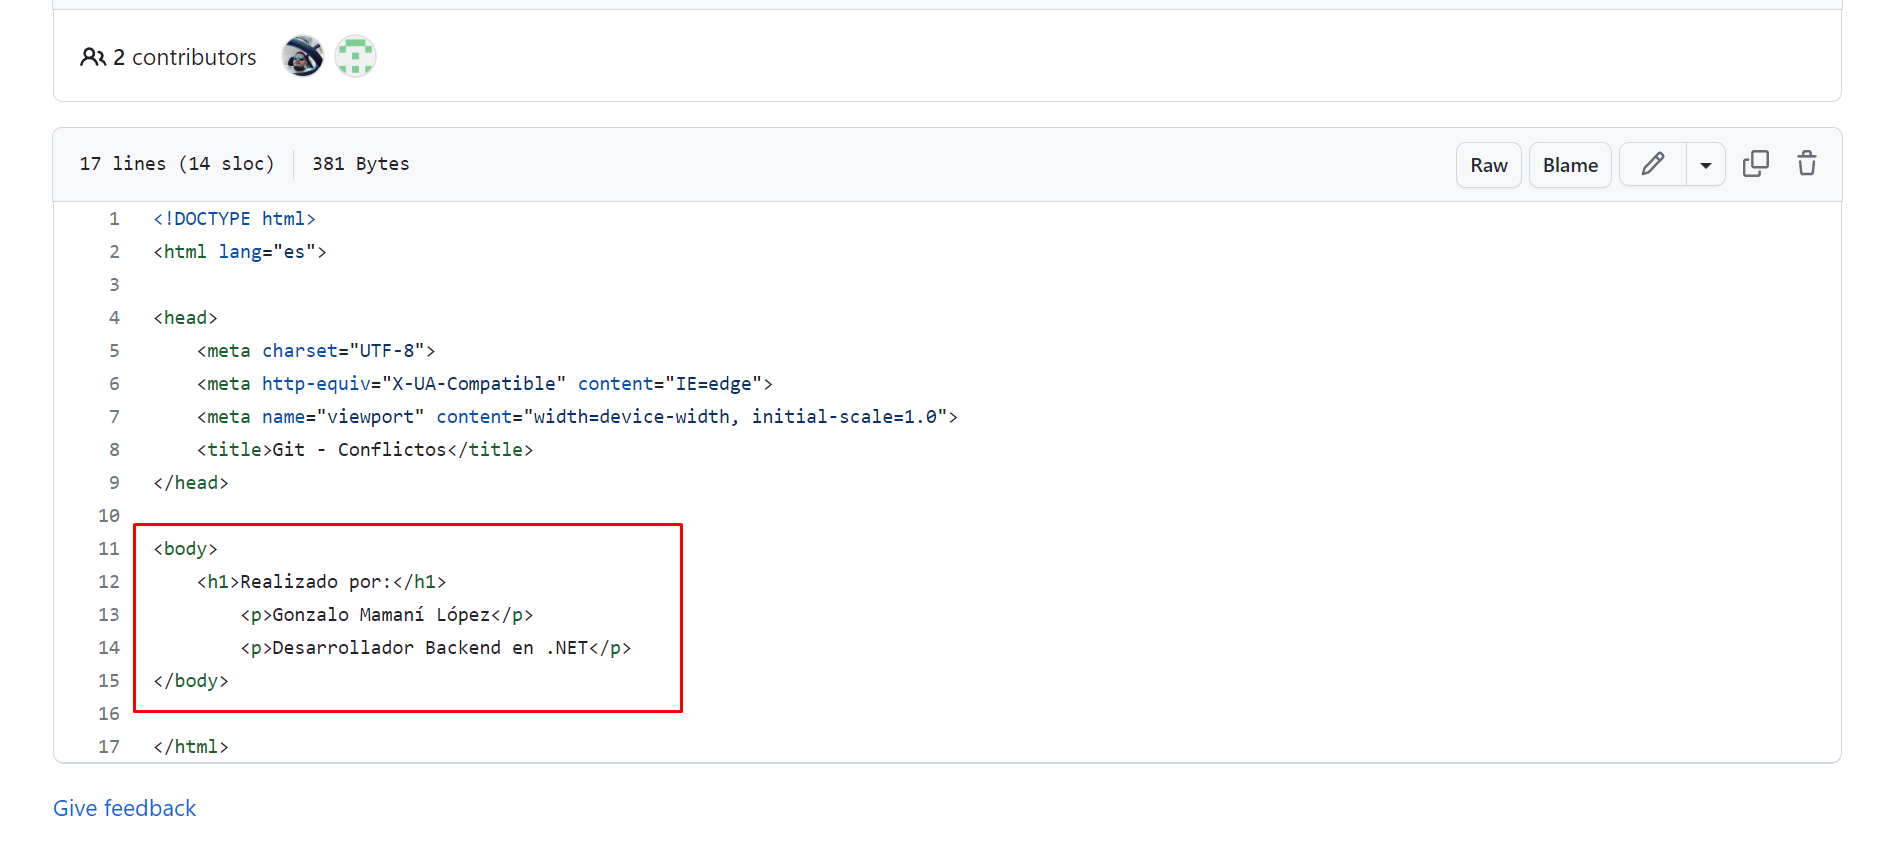 2 contributors
17 lines (14 sloc) 381 Bytes Raw Blame
1 <!DOCTYPE html>
2 <html lang="es">
3
4 <head>
5 <meta charset="UTF-8">
6 <meta http-equiv="X-UA-Compatible" content="IE=edge">
7 <meta name="viewport" content="width=device-width, initial-scale=1.0">
8 <title>Git - Conflictos</title>
9 </head>
10
11 <body>
12 <h1>Realizado por:</h1>
13 <p>Gonzalo Mamaní López</p>
14 <p>Desarrollador Backend en .NET</p>
15 </body>
16
17 </html>
Give feedback